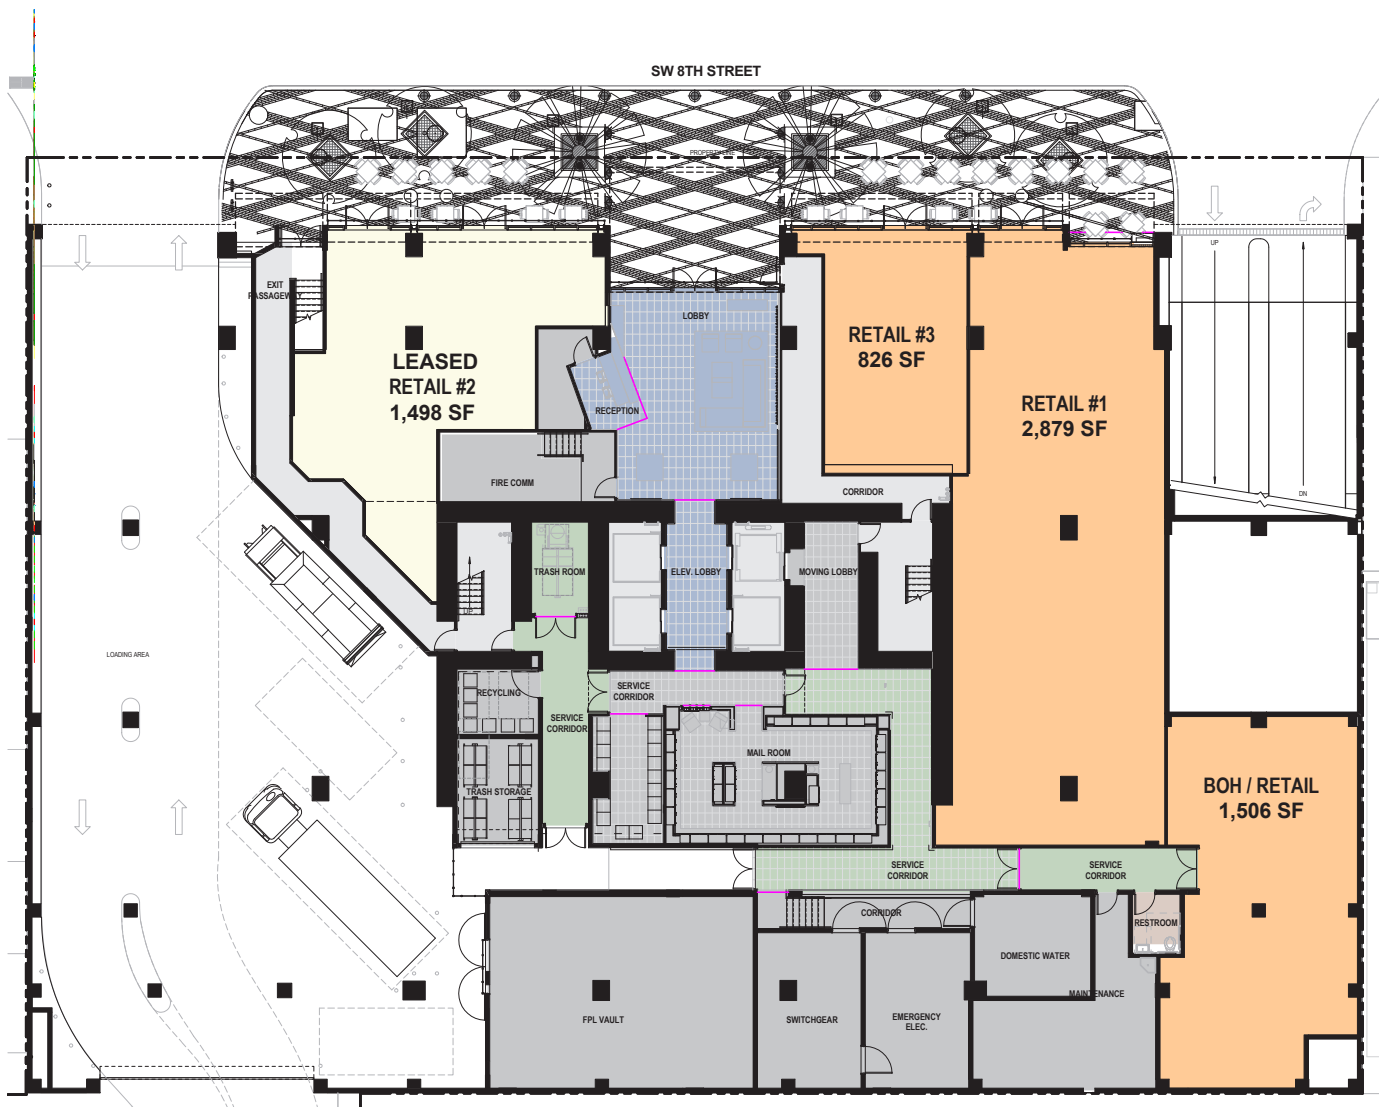 SW 8TH STREET
UP
EXIT
PASSAGEWAY
LOBBY
RETAIL #3
826 SF
LEASED
RETAIL #2
1,498 SF
RETAIL #1
2,879 SF
RECEPTION
FIRE COMM
CORRIDOR
DN
TRASH ROOM
ELEV. LOBBY
MOVING LOBBY
UP
LOADING AREA
RECYCLING
SERVICE
CORRIDOR
SERVICE
CORRIDOR
MAIL ROOM
TRASH STORAGE
BOH / RETAIL
1,506 SF
SERVICE
CORRIDOR
SERVICE
CORRIDOR
CORRIDOR
RESTROOM
DOMESTIC WATER
MAINTENANCE
FPL VAULT
SWITCHGEAR
EMERGENCY
ELEC.